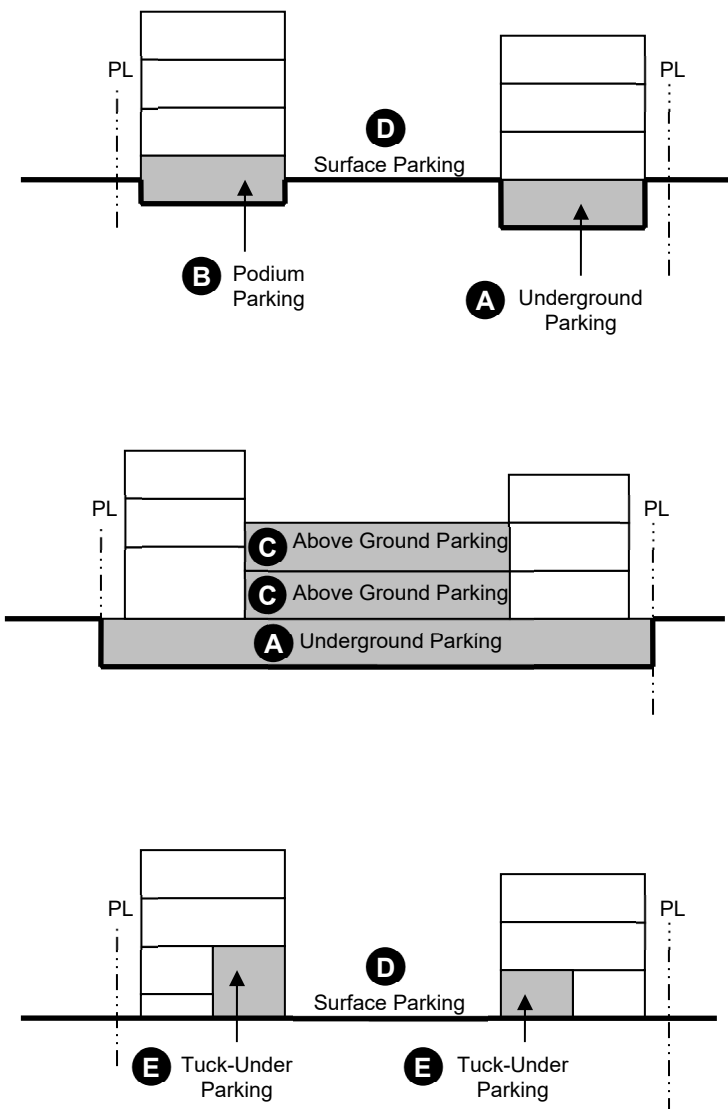 PL
PL
D
Surface Parking
B Podium
Parking
A Underground
Parking
PL
PL
C Above Ground Parking
C Above Ground Parking
A Underground Parking
PL
PL
D
Surface Parking
E Tuck-Under
Parking
E Tuck-Under
Parking